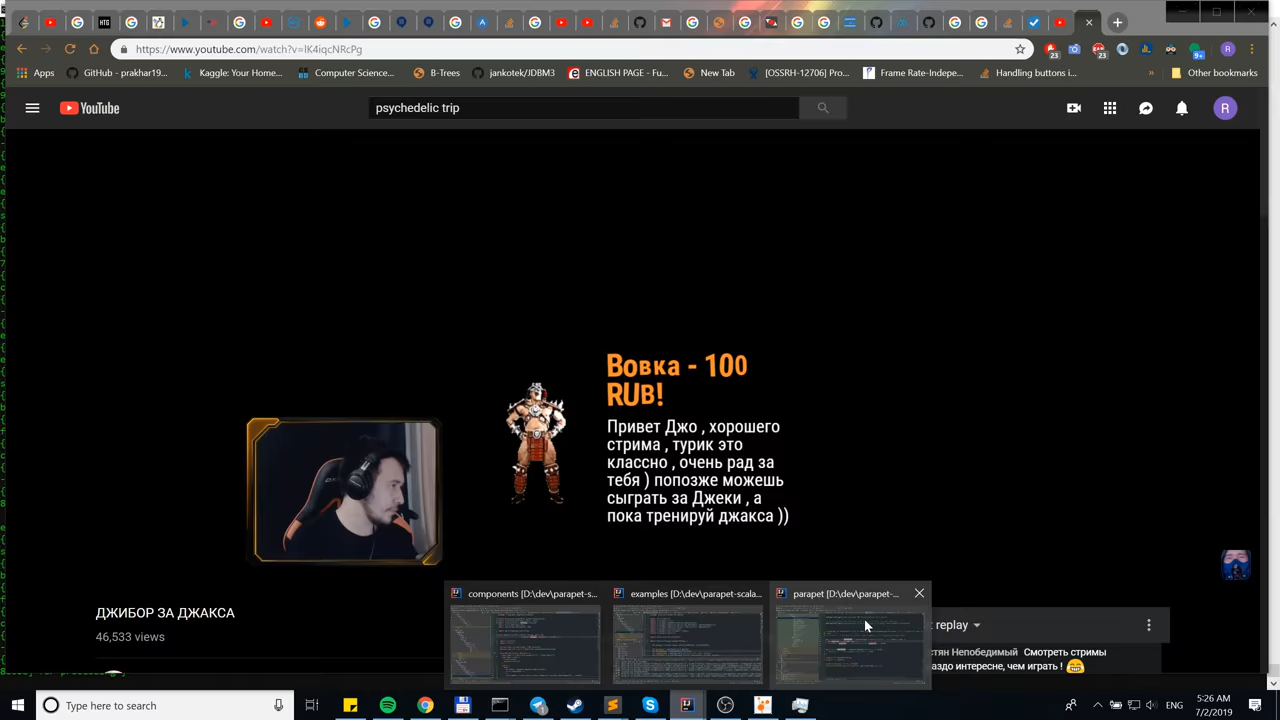 https://www.youtube.com/watch?v=IK4iqcNRcPg
Apps
GitHub - prakhar19...
Kaggle: Your Home...
Computer Science...
B-Trees
jankotek/JDBM3
ENGLISH PAGE - Fu...
New Tab
[OSSRH-12706] Pro...
Frame Rate-Indepe...
Handling buttons i...
»
Other bookmarks
YouTube
psychedelic trip
R
Вовка - 100
RUB!
Привет Джо , хорошего
стрима , турик это
классно , очень рад за
тебя ) попозже можешь
сыграть за Джеки , а
пока тренируй джакса ))
ДЖИБОР ЗА ДЖАКСА
46,533 views
components [D:\dev\parapet-s...
examples [D:\dev\parapet-scala...
parapet [D:\dev\parapet-...
replay
стян Непобедимый Смотреть стримы
аздо интересне, чем играть !
Type here to search
ENG
5:26 AM
7/2/2019